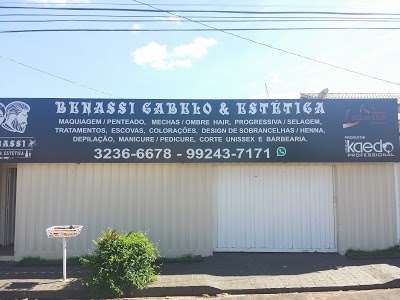 BENASSI CABELO & ESTÉTICA
MAQUIAGEM / PENTEADO, MECHAS / OMBRE HAIR, PROGRESSIVA / SELAGEM,
TRATAMENTOS, ESCOVAS, COLORAÇÕES, DESIGN DE SOBRANCELHAS / HENNA,
DEPILAÇÃO, MANICURE / PEDICURE, CORTE UNISSEX E BARBEARIA.
3236-6678 - 99243-7171
Kaedo
PROFESSIONAL